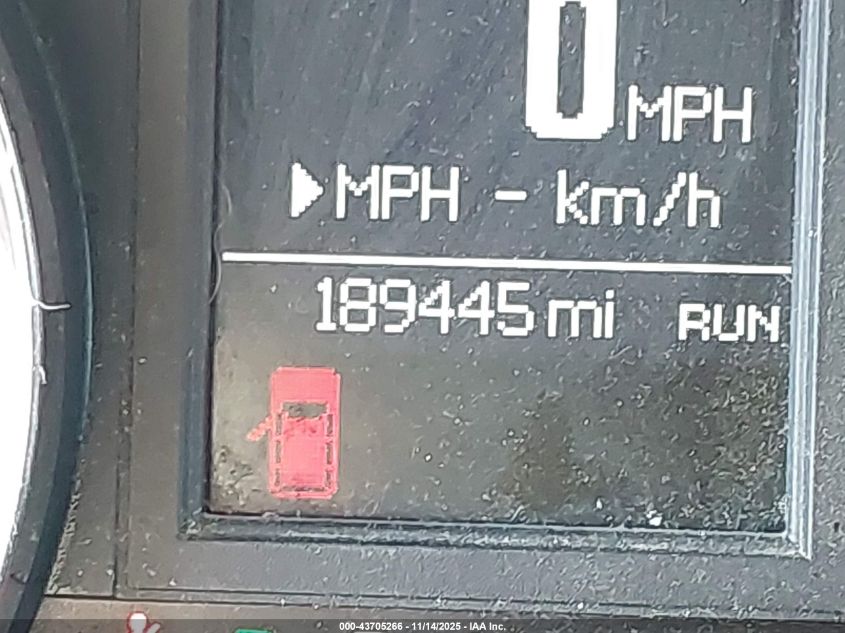 0 MPH
MPH - km/h
189445 mi RUN
000-43705266 - 11/14/2025 - IAA Inc.